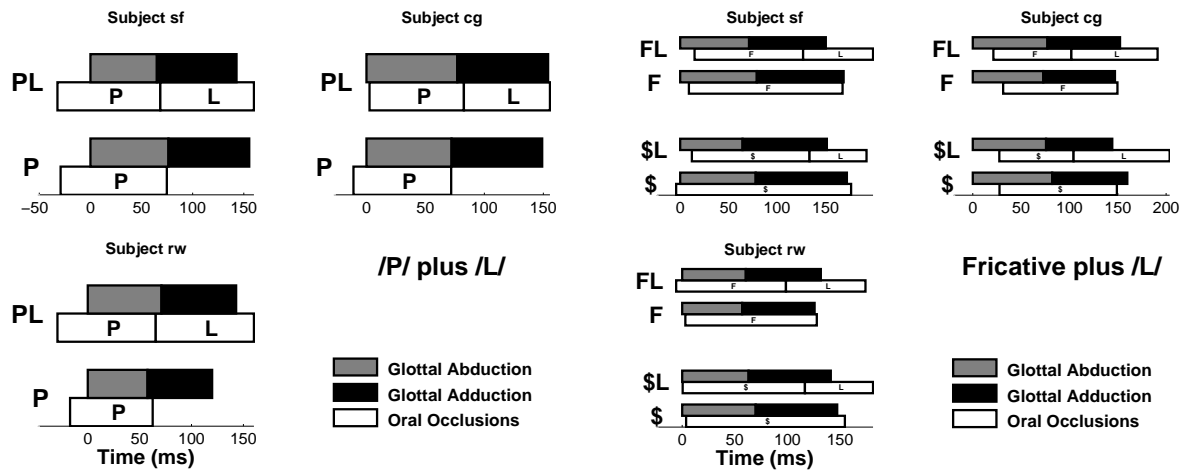 Subject sf
PL
P L
P
P
−50 0 50 100 150
Subject cg
PL
P L
P
P
0 50 100 150
Subject rw
PL
P L
P
P
0 50 100 150
Time (ms)
/P/ plus /L/
Glottal Abduction
Glottal Adduction
Oral Occlusions
Subject sf
FL
F L
F
F
$L
$ L
$
$
0 50 100 150
Subject cg
FL
F L
F
F
$L
$ L
$
$
0 50 100 150 200
Subject rw
FL
F L
F
F
$L
$ L
$
$
0 50 100 150
Time (ms)
Fricative plus /L/
Glottal Abduction
Glottal Adduction
Oral Occlusions